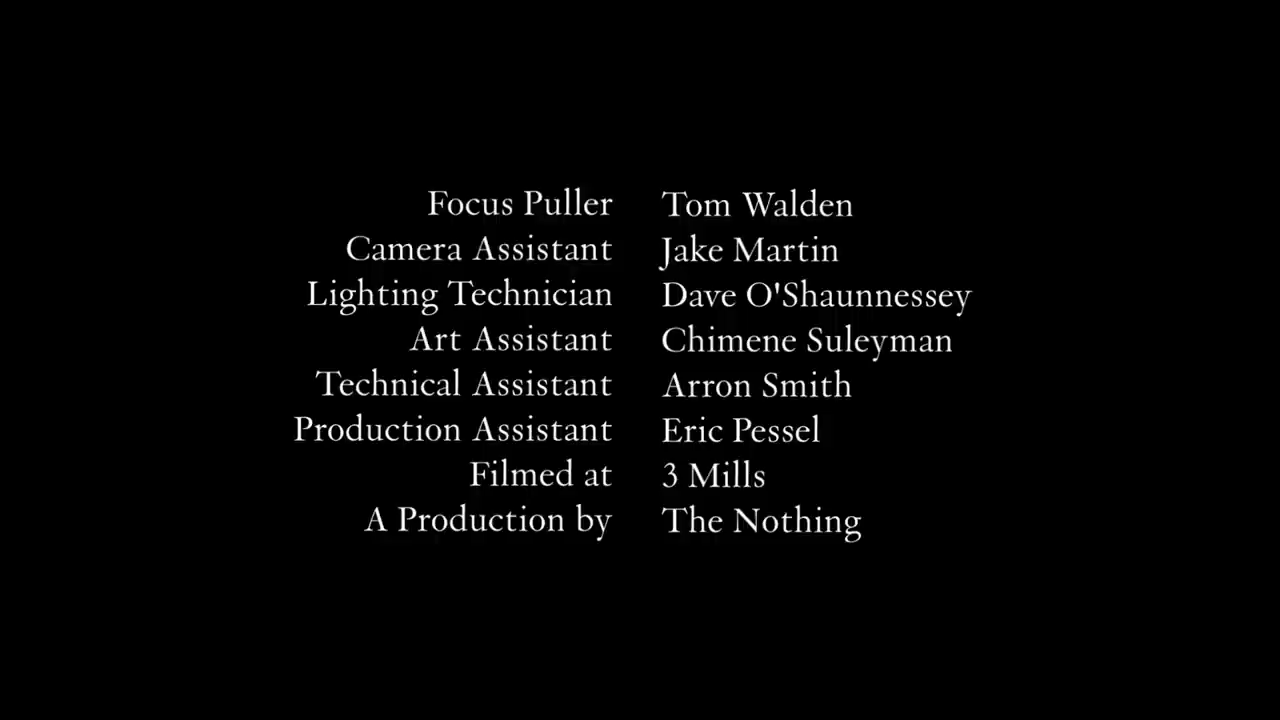 Focus Puller Tom Walden
Camera Assistant Jake Martin
Lighting Technician Dave O'Shaunnessey
Art Assistant Chimene Suleyman
Technical Assistant Arron Smith
Production Assistant Eric Pessel
Filmed at 3 Mills
A Production by The Nothing